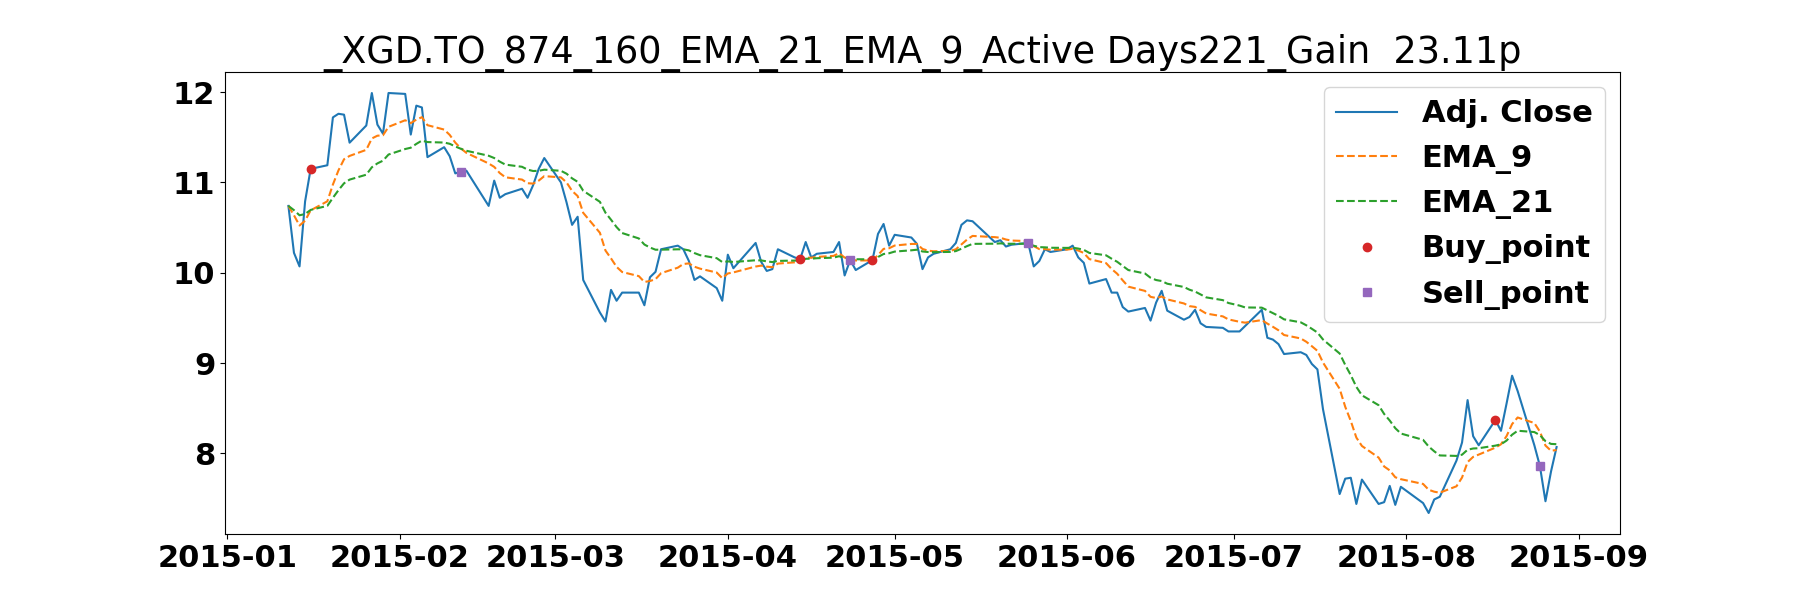 _XGD.TO_874_160_EMA_21_EMA_9_Active Days221_Gain  23.11p
12
11
10
9
8
Adj. Close
EMA_9
EMA_21
Buy_point
Sell_point
2015-01 2015-02 2015-03 2015-04 2015-05 2015-06 2015-07 2015-08 2015-09